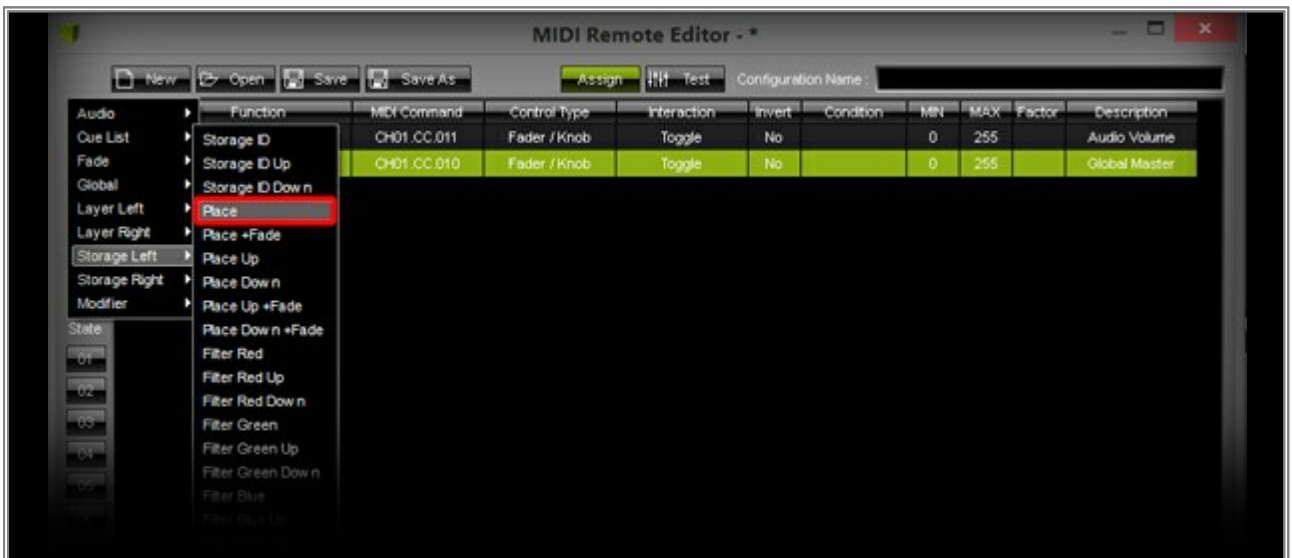 MIDI Remote Editor - *
New Open Save Save As Assign Test Configuration Name :
Function MIDI Command Control Type Interaction Invert Condition MIN MAX Factor Description
CH01.CC.011 Fader / Knob Toggle No 0 255 Audio Volume
CH01.CC.010 Fader / Knob Toggle No 0 255 Global Master
Audio
Cue List
Fade
Global
Layer Left
Layer Right
Storage Left
Storage Right
Modifier
Storage ID
Storage ID Up
Storage ID Down
Place
Place +Fade
Place Up
Place Down
Place Up +Fade
Place Down +Fade
Filter Red
Filter Red Up
Filter Red Down
Filter Green
Filter Green Up
Filter Green Down
Filter Blue
Filter Blue Up
State
01
02
03
04
05